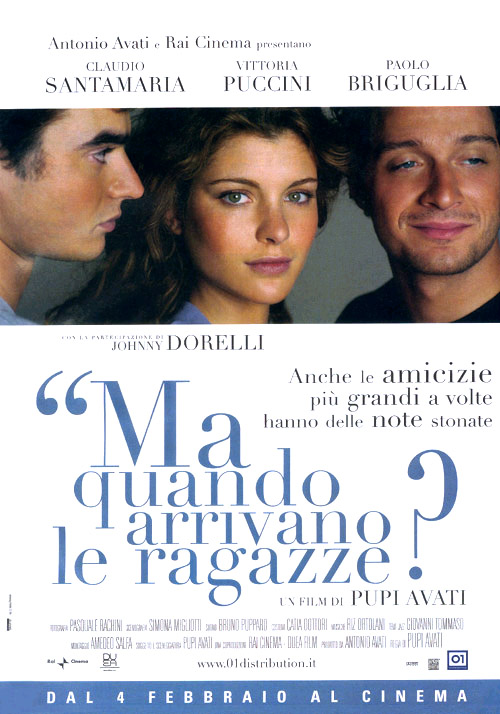 Antonio Avati e Rai Cinema presentano
CLAUDIO SANTAMARIA
VITTORIA PUCCINI
PAOLO BRIGUGLIA
CON LA PARTECIPAZIONE DI
JOHNNY DORELLI
Anche le amicizie
più grandi a volte
hanno delle note stonate
“Ma
quando
arrivano
le ragazze?
UN FILM DI PUPI AVATI
FOTOGRAFIA PASQUALE RACHINI SCENOGRAFIA SIMONA MIGLIOTTI SUONO BRUNO PUPPARO COSTUMI CATIA DOTTORI MUSICHE DI RIZ ORTOLANI TEMI JAZZ GIOVANNI TOMMASO
MONTAGGIO AMEDEO SALFA SOGGETTO E SCENEGGIATURA PUPI AVATI UNA COPRODUZIONE RAI CINEMA - DUEA FILM PRODOTTO DA ANTONIO AVATI REGIA DI PUPI AVATI
Rai Cinema
www.01distribution.it
01
DAL 4 FEBBRAIO AL CINEMA